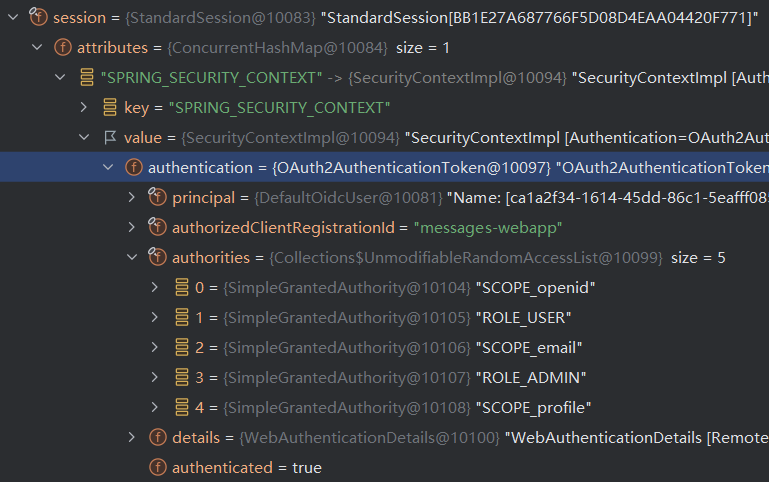 session = {StandardSession@10083} "StandardSession[BB1E27A687766F5D08D4EAA04420F771]"
attributes = {ConcurrentHashMap@10084} size = 1
"SPRING_SECURITY_CONTEXT" -> {SecurityContextImpl@10094} "SecurityContextImpl [Auth
key = "SPRING_SECURITY_CONTEXT"
value = {SecurityContextImpl@10094} "SecurityContextImpl [Authentication=OAuth2Aut
authentication = {OAuth2AuthenticationToken@10097} "OAuth2AuthenticationToken
principal = {DefaultOidcUser@10081} "Name: [ca1a2f34-1614-45dd-86c1-5eafff085
authorizedClientRegistrationId = "messages-webapp"
authorities = {Collections$UnmodifiableRandomAccessList@10099} size = 5
0 = {SimpleGrantedAuthority@10104} "SCOPE_openid"
1 = {SimpleGrantedAuthority@10105} "ROLE_USER"
2 = {SimpleGrantedAuthority@10106} "SCOPE_email"
3 = {SimpleGrantedAuthority@10107} "ROLE_ADMIN"
4 = {SimpleGrantedAuthority@10108} "SCOPE_profile"
details = {WebAuthenticationDetails@10100} "WebAuthenticationDetails [Remote
authenticated = true